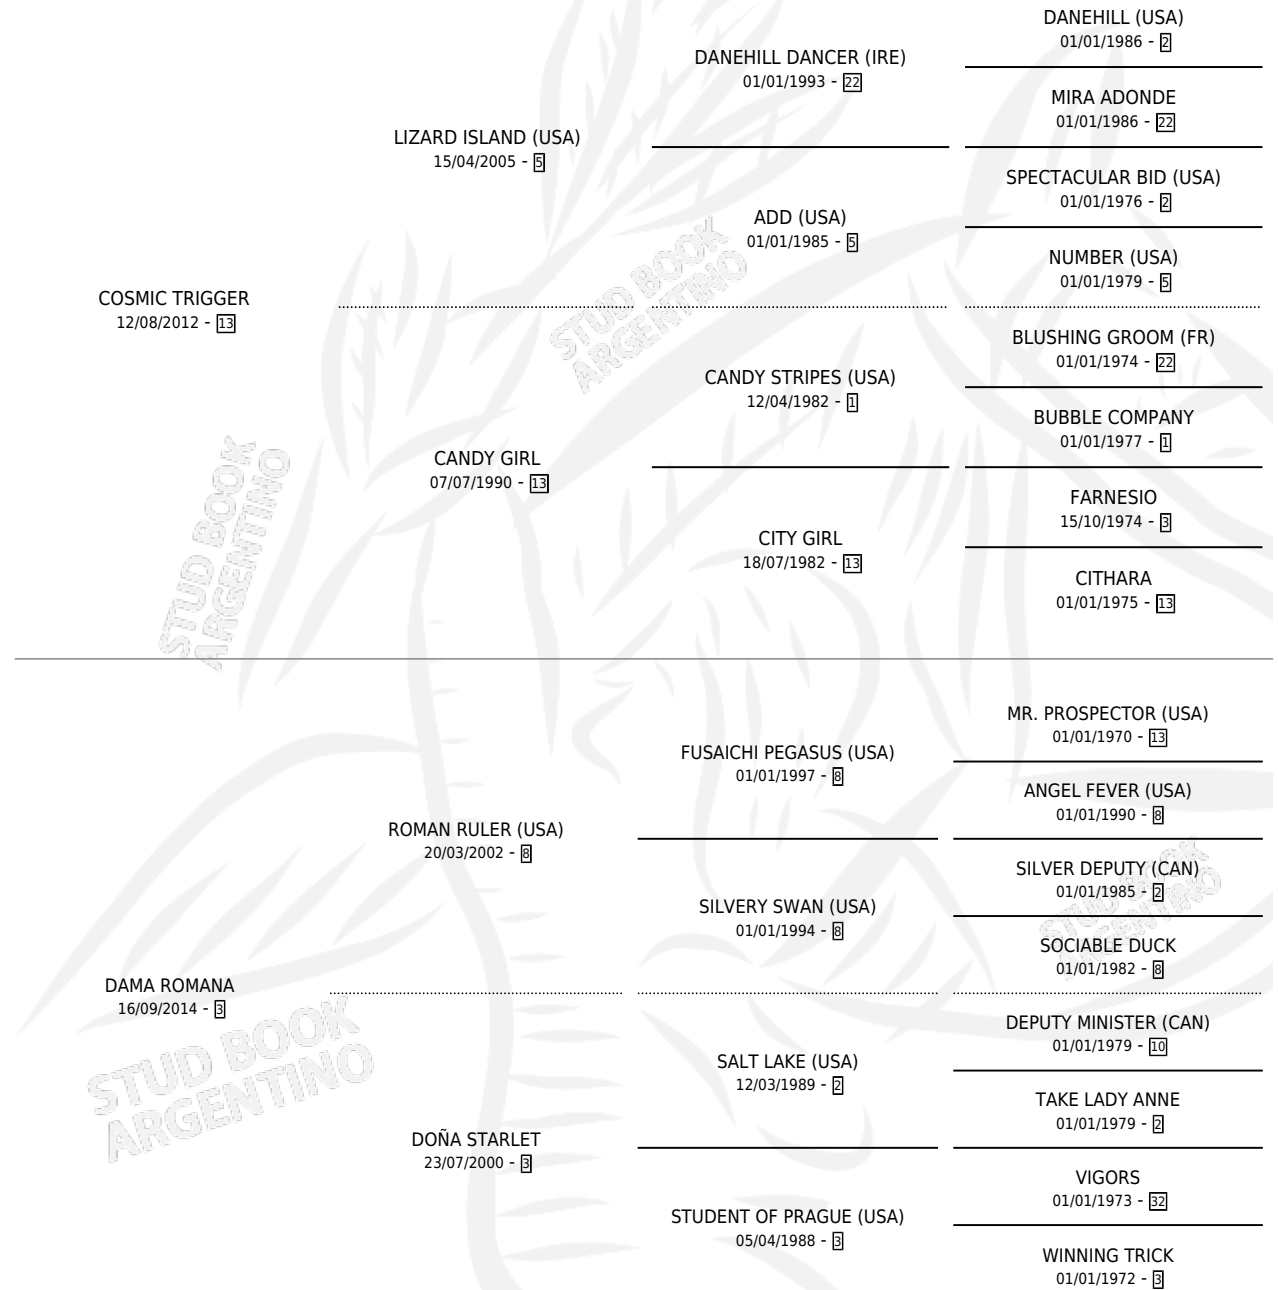 DANEHILL (USA)
01/01/1986 - 2
DANEHILL DANCER (IRE)
01/01/1993 - 22
MIRA ADONDE
01/01/1986 - 22
LIZARD ISLAND (USA)
15/04/2005 - 5
SPECTACULAR BID (USA)
01/01/1976 - 2
ADD (USA)
01/01/1985 - 5
NUMBER (USA)
01/01/1979 - 5
COSMIC TRIGGER
12/08/2012 - 13
BLUSHING GROOM (FR)
01/01/1974 - 22
CANDY STRIPES (USA)
12/04/1982 - 1
BUBBLE COMPANY
01/01/1977 - 1
CANDY GIRL
07/07/1990 - 13
FARNESIO
15/10/1974 - 3
CITY GIRL
18/07/1982 - 13
CITHARA
01/01/1975 - 13
STUD BOOK
ARGENTINO
STUD BOOK
ARGENTINO
MR. PROSPECTOR (USA)
01/01/1970 - 13
FUSAICHI PEGASUS (USA)
01/01/1997 - 8
ANGEL FEVER (USA)
01/01/1990 - 8
ROMAN RULER (USA)
20/03/2002 - 8
SILVER DEPUTY (CAN)
01/01/1985 - 2
SILVERY SWAN (USA)
01/01/1994 - 8
SOCIABLE DUCK
01/01/1982 - 8
DAMA ROMANA
16/09/2014 - 3
DEPUTY MINISTER (CAN)
01/01/1979 - 10
SALT LAKE (USA)
12/03/1989 - 2
TAKE LADY ANNE
01/01/1979 - 2
DOÑA STARLET
23/07/2000 - 3
VIGORS
01/01/1973 - 32
STUDENT OF PRAGUE (USA)
05/04/1988 - 3
WINNING TRICK
01/01/1972 - 3
STUD BOOK
ARGENTINO
STUD BOOK
ARGENTINO